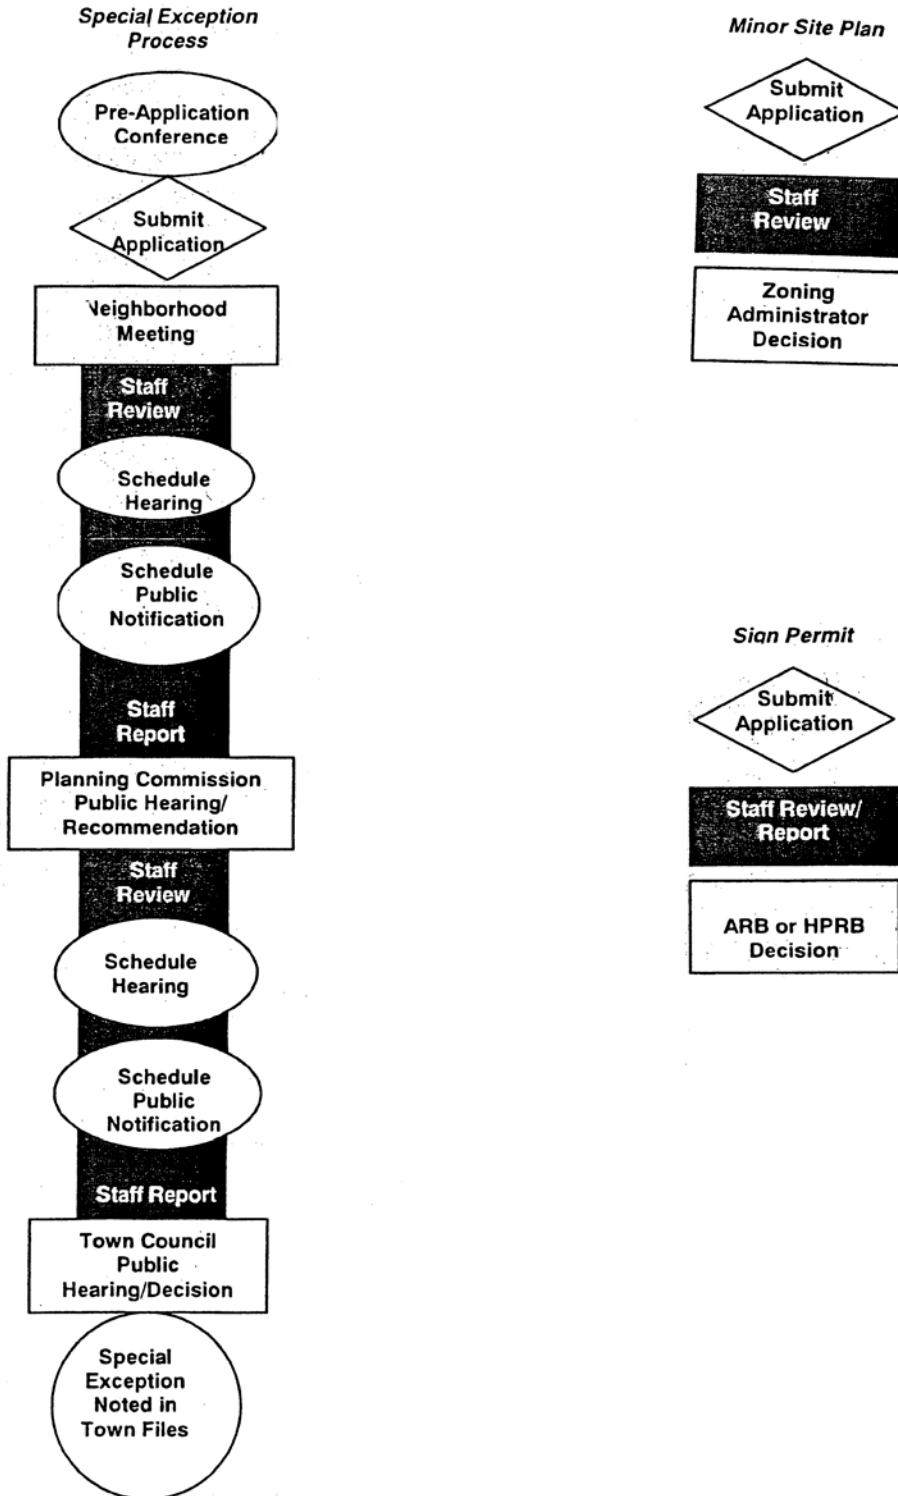 Special Exception
Process
Pre-Application
Conference
Submit
Application
Neighborhood
Meeting
Staff
Review
Schedule
Hearing
Schedule
Public
Notification
Staff
Report
Planning Commission
Public Hearing/
Recommendation
Staff
Review
Schedule
Hearing
Schedule
Public
Notification
Staff Report
Town Council
Public
Hearing/Decision
Special
Exception
Noted in
Town Files
Minor Site Plan
Submit
Application
Staff
Review
Zoning
Administrator
Decision
Sign Permit
Submit
Application
Staff Review/
Report
ARB or HPRB
Decision